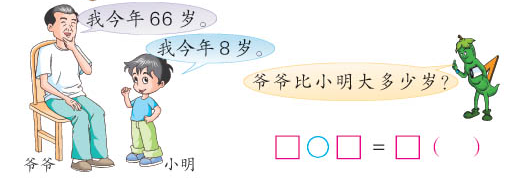 我今年66岁。
我今年8岁。
爷爷比小明大多少岁?
□○□=□( )
爷爷
小明